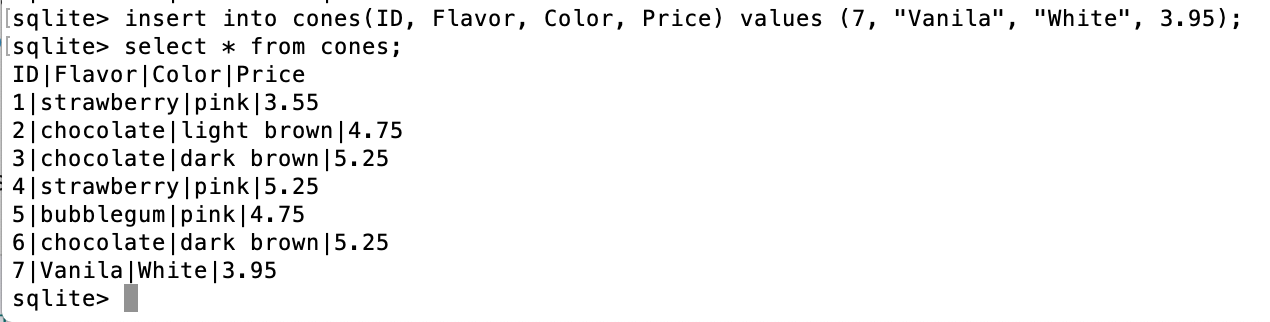 [sqlite> insert into cones(ID, Flavor, Color, Price) values (7, "Vanila", "White", 3.95);
[sqlite> select * from cones;
ID|Flavor|Color|Price
1|strawberry|pink|3.55
2|chocolate|light brown|4.75
3|chocolate|dark brown|5.25
4|strawberry|pink|5.25
5|bubblegum|pink|4.75
6|chocolate|dark brown|5.25
7|Vanila|White|3.95
sqlite>